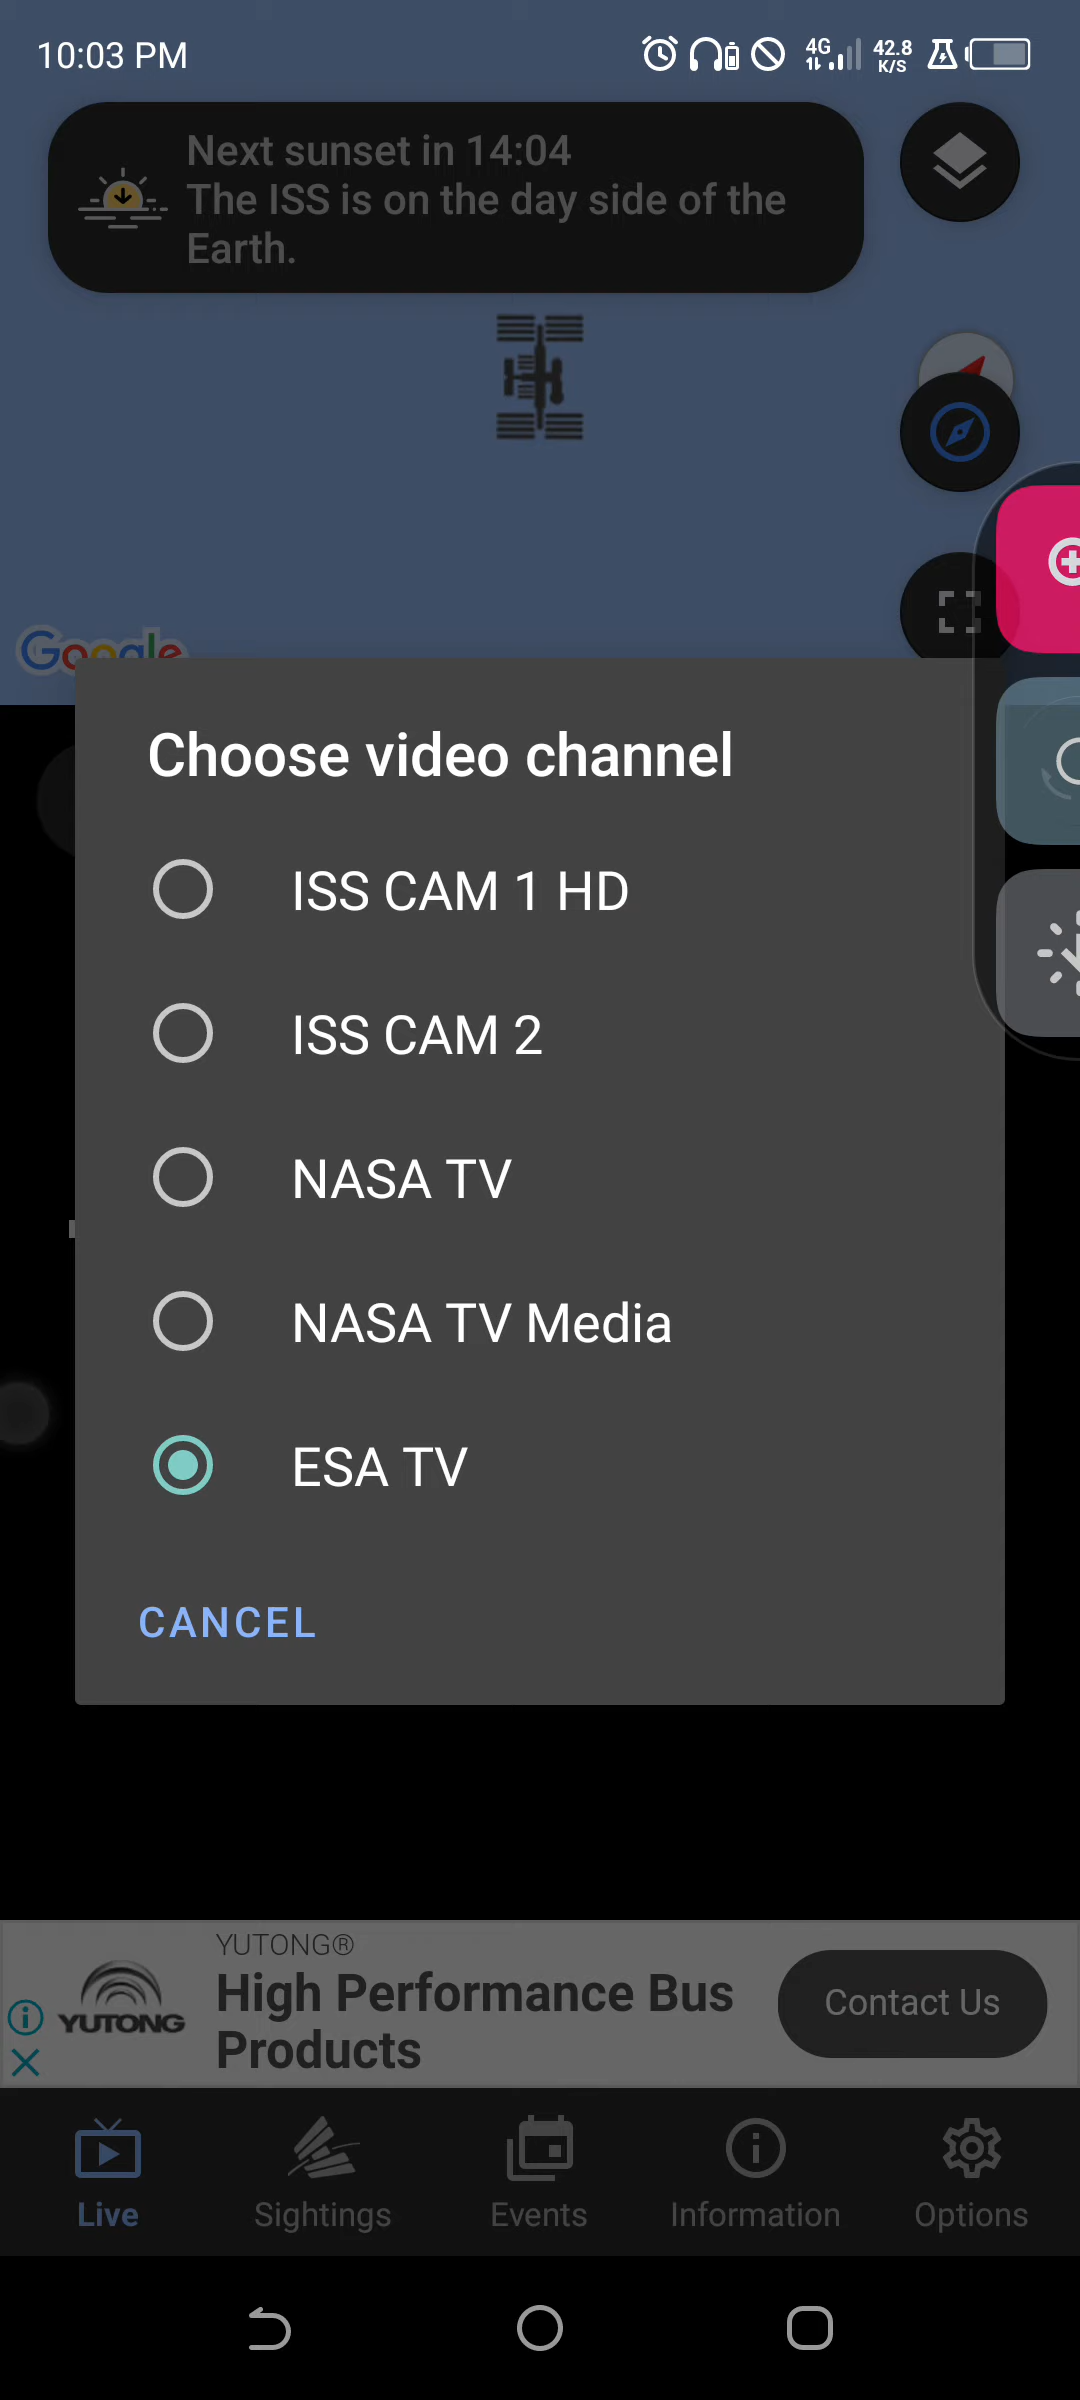 10:03 PM
4G
42.8
K/S
Next sunset in 14:04
The ISS is on the day side of the
Earth.
Google
Choose video channel
ISS CAM 1 HD
ISS CAM 2
NASA TV
NASA TV Media
ESA TV
CANCEL
YUTONG®
High Performance Bus
Products
YUTONG
Contact Us
Live
Sightings
Events
Information
Options